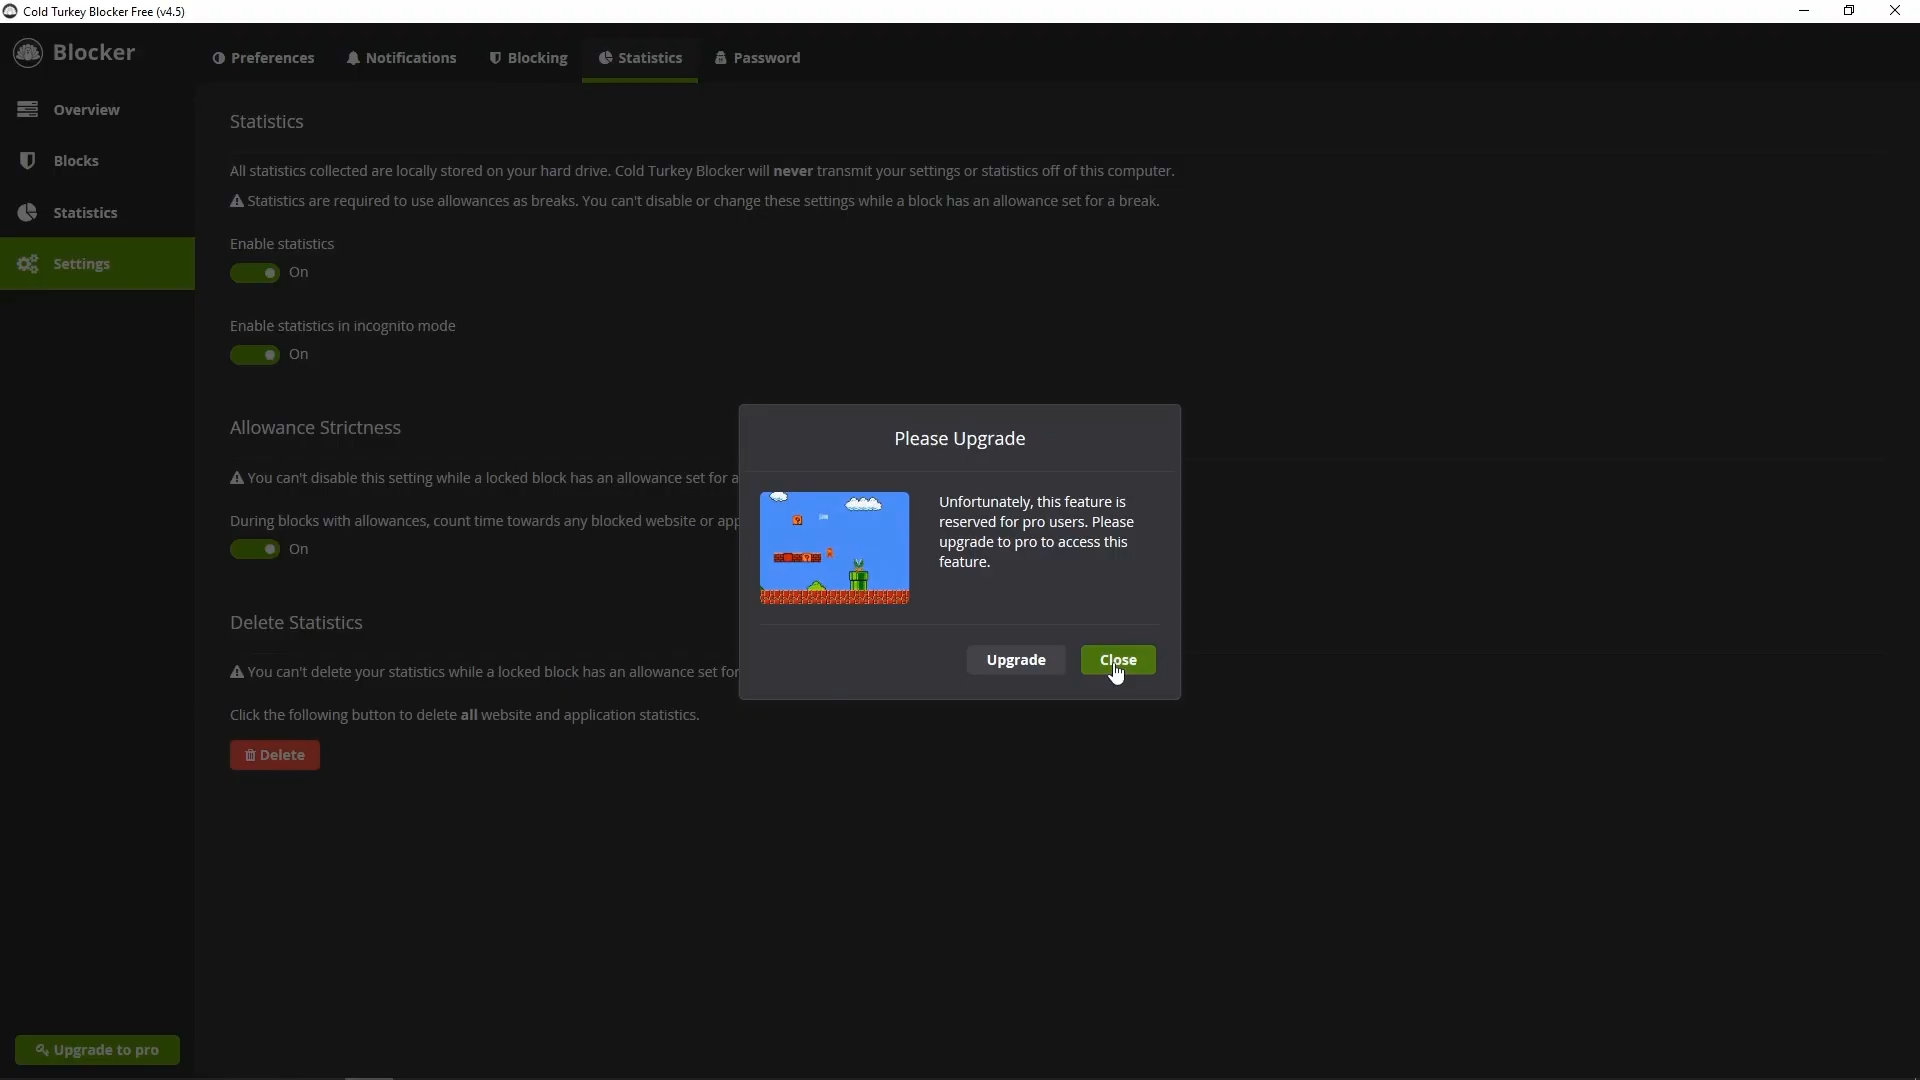 Cold Turkey Blocker Free (v4.5)
Blocker
Preferences
Notifications
Blocking
Statistics
Password
Overview
Blocks
Statistics
Settings
Statistics
All statistics collected are locally stored on your hard drive. Cold Turkey Blocker will never transmit your settings or statistics off of this computer.
Statistics are required to use allowances as breaks. You can't disable or change these settings while a block has an allowance set for a break.
Enable statistics
On
Enable statistics in incognito mode
On
Allowance Strictness
You can't disable this setting while a locked block has an allowance set for a
During blocks with allowances, count time towards any blocked website or app
On
Delete Statistics
You can't delete your statistics while a locked block has an allowance set for
Click the following button to delete all website and application statistics.
Delete
Please Upgrade
Unfortunately, this feature is
reserved for pro users. Please
upgrade to pro to access this
feature.
Upgrade
Close
Upgrade to pro